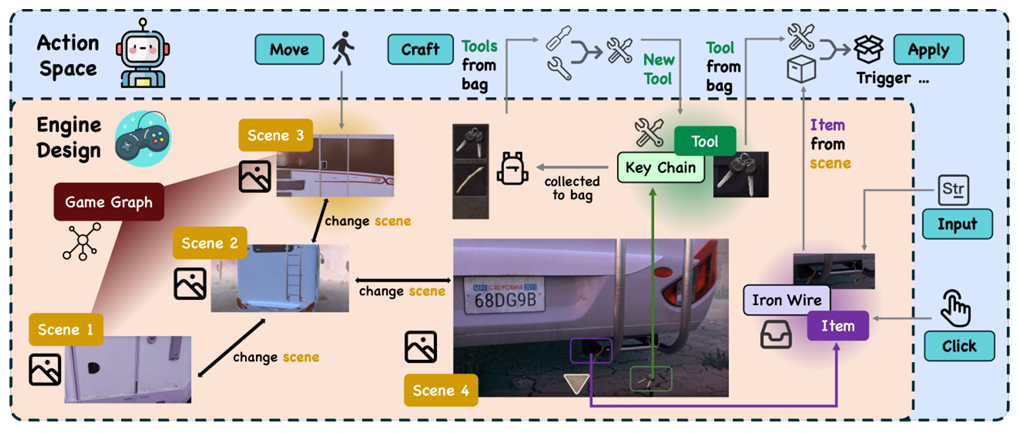 Action
Space
Move
Craft
Tools
from
bag
New
Tool
Tool
from
bag
Trigger ...
Apply
Engine
Design
Scene 3
Game Graph
change scene
Scene 2
change scene
Scene 1
change scene
collected
to bag
Tool
Key Chain
Item
from
scene
CALIFORNIA
68DG9B
Scene 4
Iron Wire
Item
Str
Input
Click